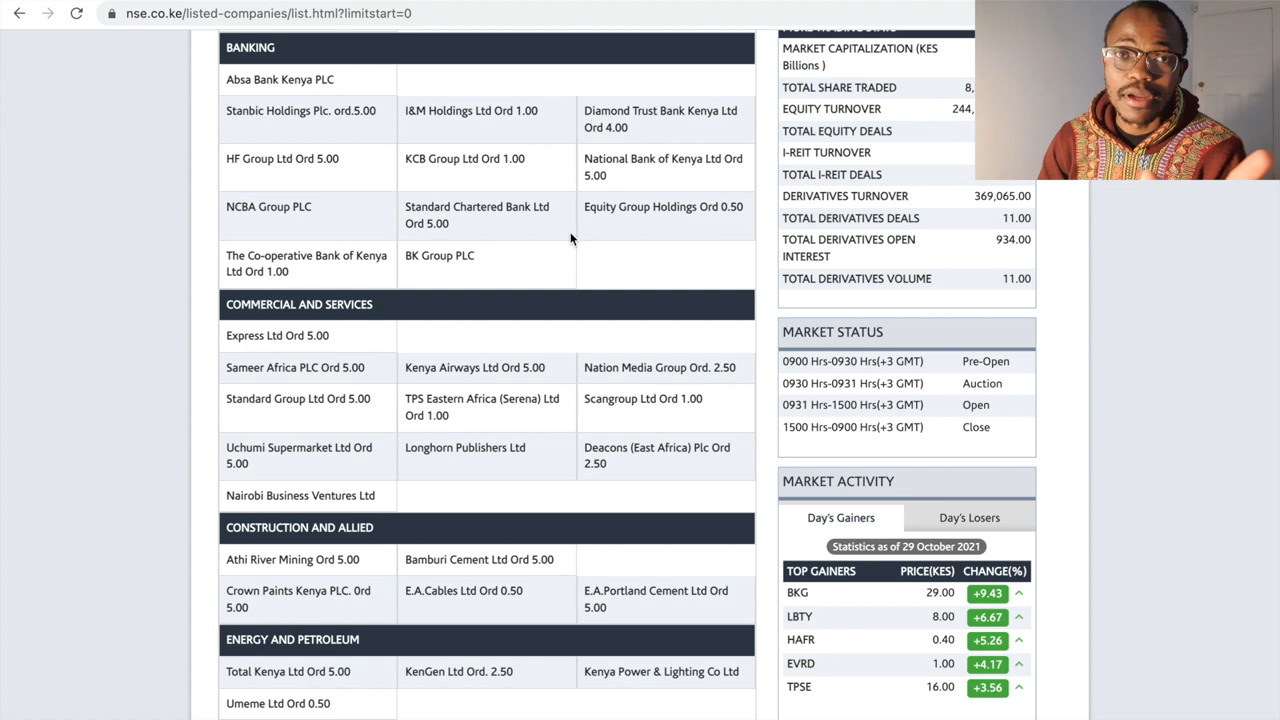 nse.co.ke/listed-companies/list.html?limitstart=0
BANKING
Absa Bank Kenya PLC
Stanbic Holdings Plc. ord.5.00
I&M Holdings Ltd Ord 1.00
Diamond Trust Bank Kenya Ltd
Ord 4.00
HF Group Ltd Ord 5.00
KCB Group Ltd Ord 1.00
National Bank of Kenya Ltd Ord
5.00
NCBA Group PLC
Standard Chartered Bank Ltd
Ord 5.00
Equity Group Holdings Ord 0.50
The Co-operative Bank of Kenya
Ltd Ord 1.00
BK Group PLC
COMMERCIAL AND SERVICES
Express Ltd Ord 5.00
Sameer Africa PLC Ord 5.00
Kenya Airways Ltd Ord 5.00
Nation Media Group Ord. 2.50
Standard Group Ltd Ord 5.00
TPS Eastern Africa (Serena) Ltd
Ord 1.00
Scangroup Ltd Ord 1.00
Uchumi Supermarket Ltd Ord
5.00
Longhorn Publishers Ltd
Deacons (East Africa) Plc Ord
2.50
Nairobi Business Ventures Ltd
CONSTRUCTION AND ALLIED
Athi River Mining Ord 5.00
Bamburi Cement Ltd Ord 5.00
Crown Paints Kenya PLC. 0rd
5.00
E.A.Cables Ltd Ord 0.50
E.A.Portland Cement Ltd Ord
5.00
ENERGY AND PETROLEUM
Total Kenya Ltd Ord 5.00
KenGen Ltd Ord. 2.50
Kenya Power & Lighting Co Ltd
Umeme Ltd Ord 0.50
MARKET CAPITALIZATION (KES
Billions )
TOTAL SHARE TRADED 8,
EQUITY TURNOVER 244,
TOTAL EQUITY DEALS
I-REIT TURNOVER
TOTAL I-REIT DEALS
DERIVATIVES TURNOVER 369,065.00
TOTAL DERIVATIVES DEALS 11.00
TOTAL DERIVATIVES OPEN 934.00
INTEREST
TOTAL DERIVATIVES VOLUME 11.00
MARKET STATUS
0900 Hrs-0930 Hrs(+3 GMT) Pre-Open
0930 Hrs-0931 Hrs(+3 GMT) Auction
0931 Hrs-1500 Hrs(+3 GMT) Open
1500 Hrs-0900 Hrs(+3 GMT) Close
MARKET ACTIVITY
Day's Gainers Day's Losers
Statistics as of 29 October 2021
TOP GAINERS PRICE(KES) CHANGE(%)
BKG 29.00 +9.43
LBTY 8.00 +6.67
HAFR 0.40 +5.26
EVRD 1.00 +4.17
TPSE 16.00 +3.56